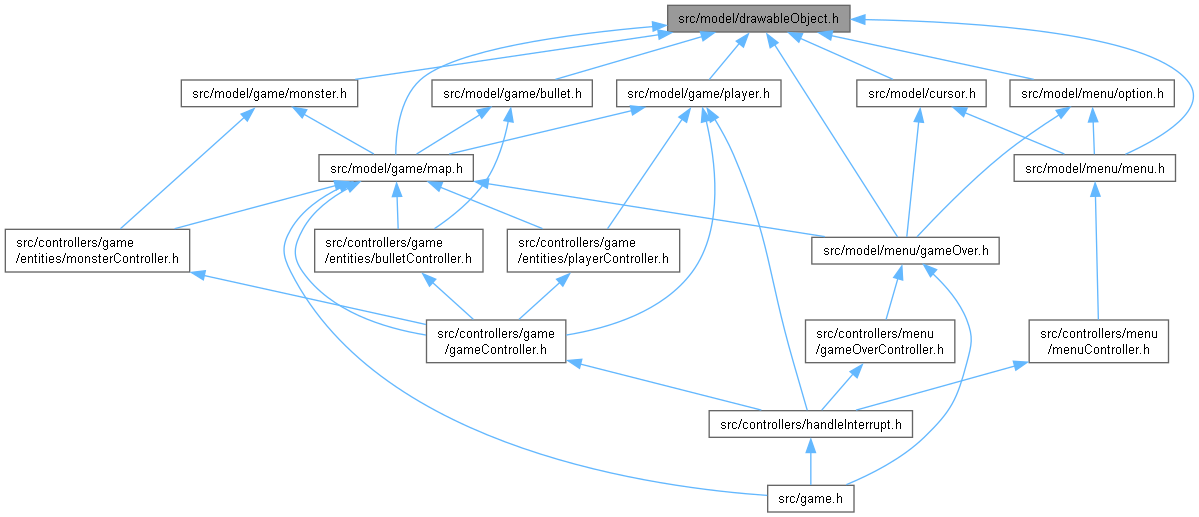 src/model/drawableObject.h
src/model/game/monster.h
src/model/game/bullet.h
src/model/game/player.h
src/model/cursor.h
src/model/menu/option.h
src/model/game/map.h
src/model/menu/menu.h
src/controllers/game
/entities/monsterController.h
src/controllers/game
/entities/bulletController.h
src/controllers/game
/entities/playerController.h
src/model/menu/gameOver.h
src/controllers/game
/gameController.h
src/controllers/menu
/gameOverController.h
src/controllers/menu
/menuController.h
src/controllers/handleInterrupt.h
src/game.h